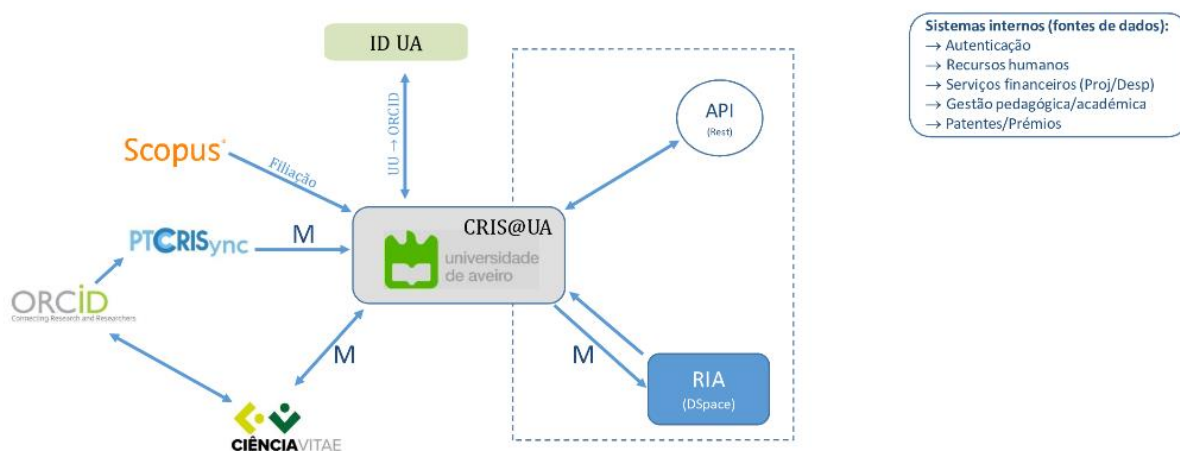 ID UA
UU → ORCID
Scopus®
Filiação
PTCRISync
M
ORCID
Connecting Research and Researchers
M
CIÊNCIAVITAE
CRIS@UA
universidade
de aveiro
API
(Rest)
M
RIA
(DSpace)
Sistemas internos (fontes de dados):
→ Autenticação
→ Recursos humanos
→ Serviços financeiros (Proj/Desp)
→ Gestão pedagógica/académica
→ Patentes/Prémios